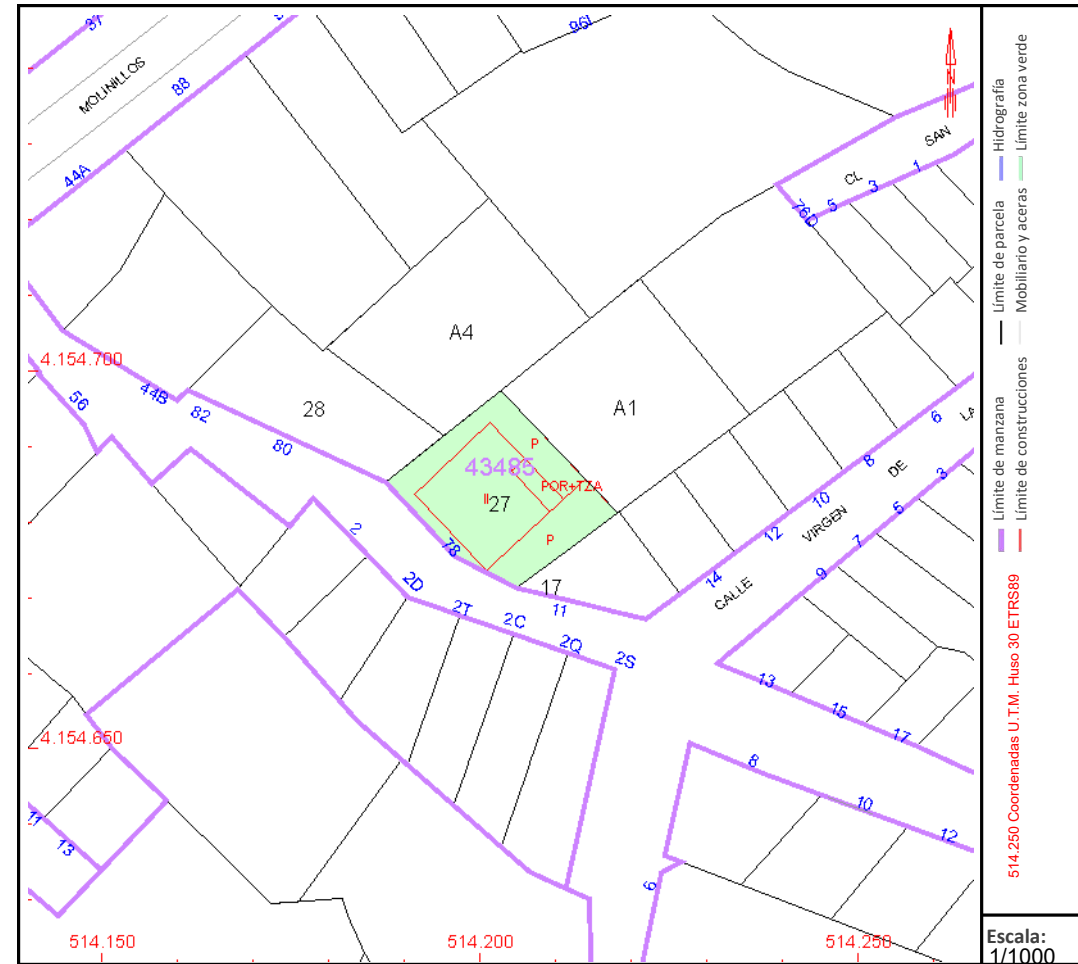 37
96I
MOLINILLOS
88
9
44A
SAN
CL
1
3
5
76D
A4
4.154.700
56
44B
82
28
80
A1
6
LA
P
43485
8
DE
3
II
27
POR+TZA
10
5
2
78
P
12
VIRGEN
7
14
9
2D
17
11
CALLE
2T
2C
2Q
2S
13
15
17
4.154.650
8
10
12
11
13
6
514.150
514.200
514.250
N
Límite de manzana
Límite de parcela
Hidrografía
Límite de construcciones
Mobiliario y aceras
Límite zona verde
514.250 Coordenadas U.T.M. Huso 30 ETRS89
Escala:
1/1000